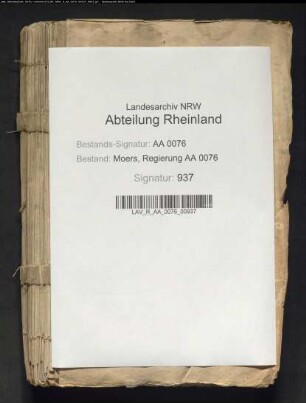 Landesarchiv NRW
Abteilung Rheinland
Bestands-Signatur: AA 0076
Bestand: Moers, Regierung AA 0076
Signatur: 937
LAV_R_AA_0076_00937